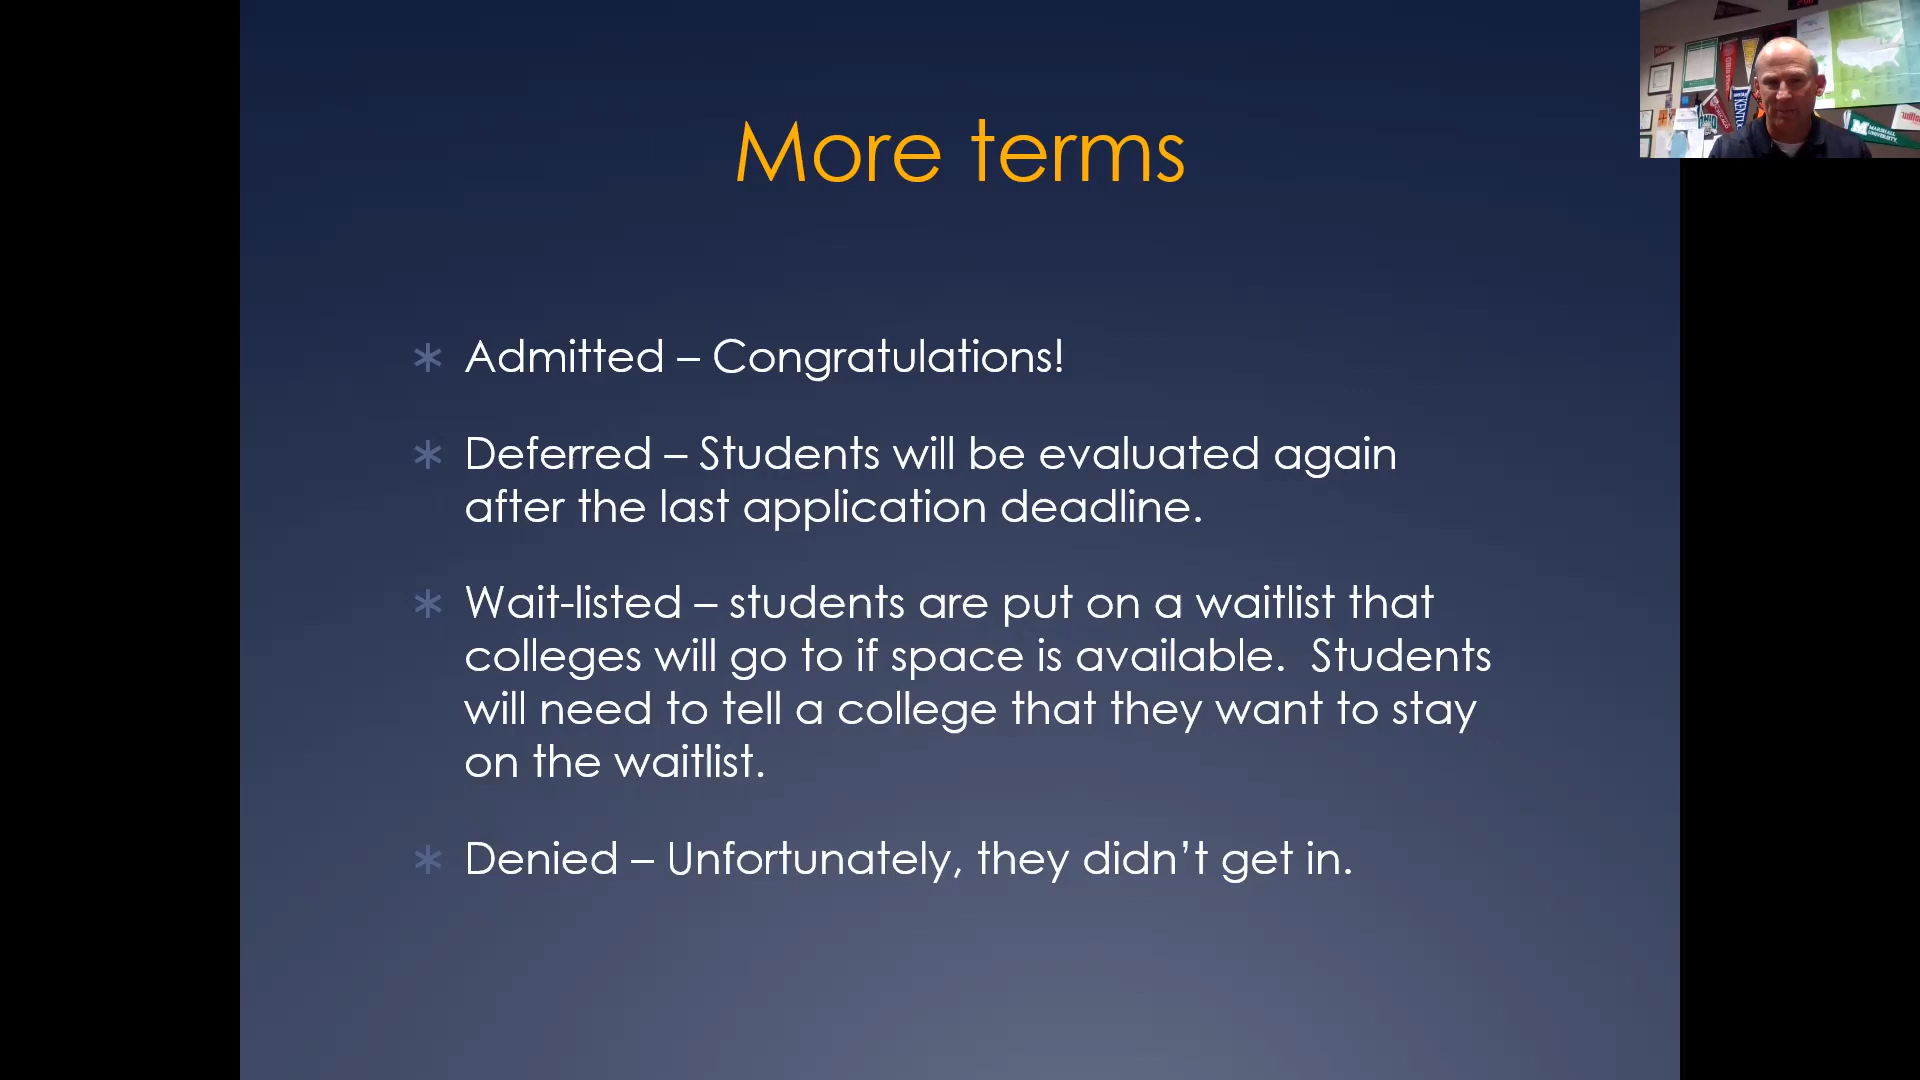 More terms
Admitted – Congratulations!
Deferred – Students will be evaluated again
after the last application deadline.
Wait-listed – students are put on a waitlist that
colleges will go to if space is available.  Students
will need to tell a college that they want to stay
on the waitlist.
Denied – Unfortunately, they didn’t get in.
MARSHALL
UNIVERSITY